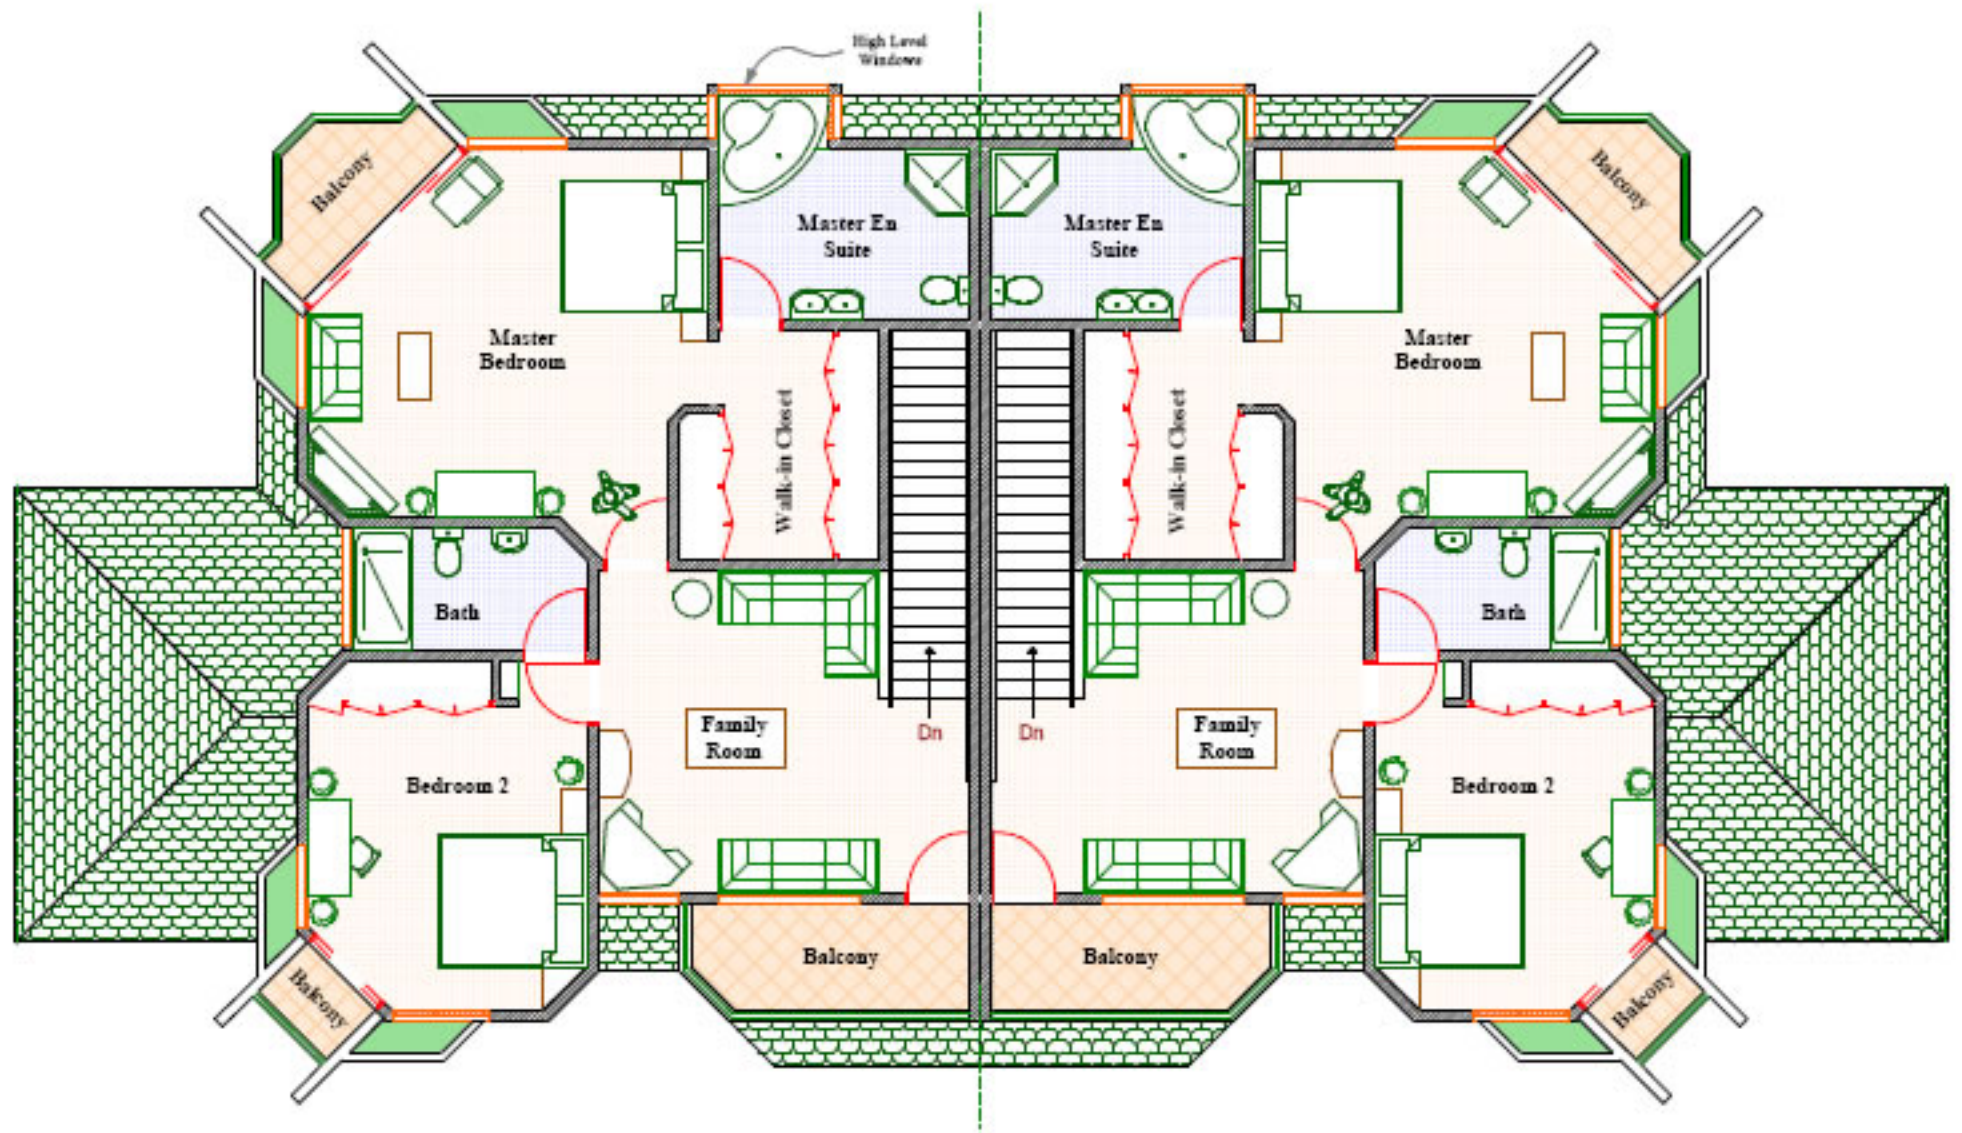 High Level
Windows
Balcony
Balcony
Master En
Suite
Master En
Suite
Master
Bedroom
Master
Bedroom
Walk-in Closet
Walk-in Closet
Bath
Bath
Family
Room
Dn
Dn
Family
Room
Bedroom 2
Bedroom 2
Balcony
Balcony
Balcony
Balcony